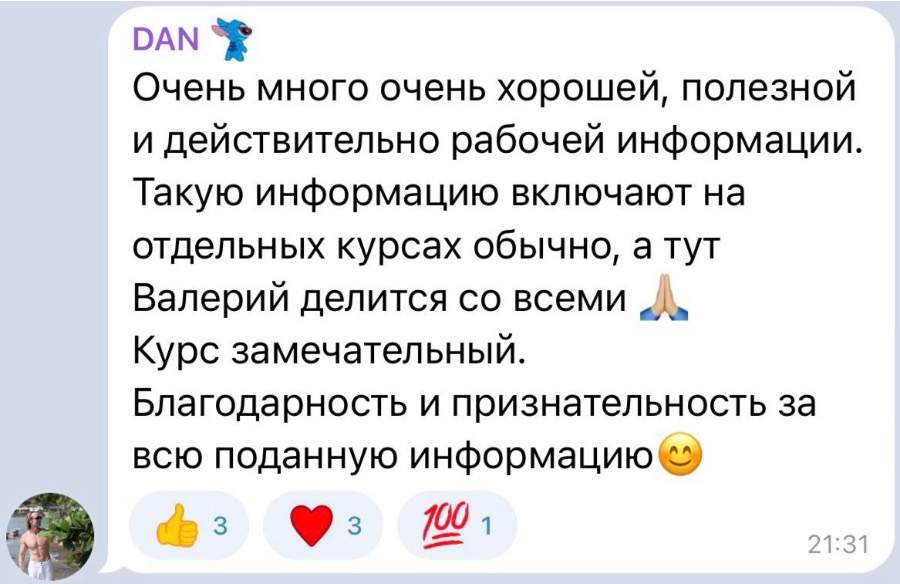 DAN
Очень много очень хорошей, полезной
и действительно рабочей информации.
Такую информацию включают на
отдельных курсах обычно, а тут
Валерий делится со всеми 🙏🏼
Курс замечательный.
Благодарность и признательность за
всю поданную информацию😊
👍 3 ❤️ 3 💯 1
21:31